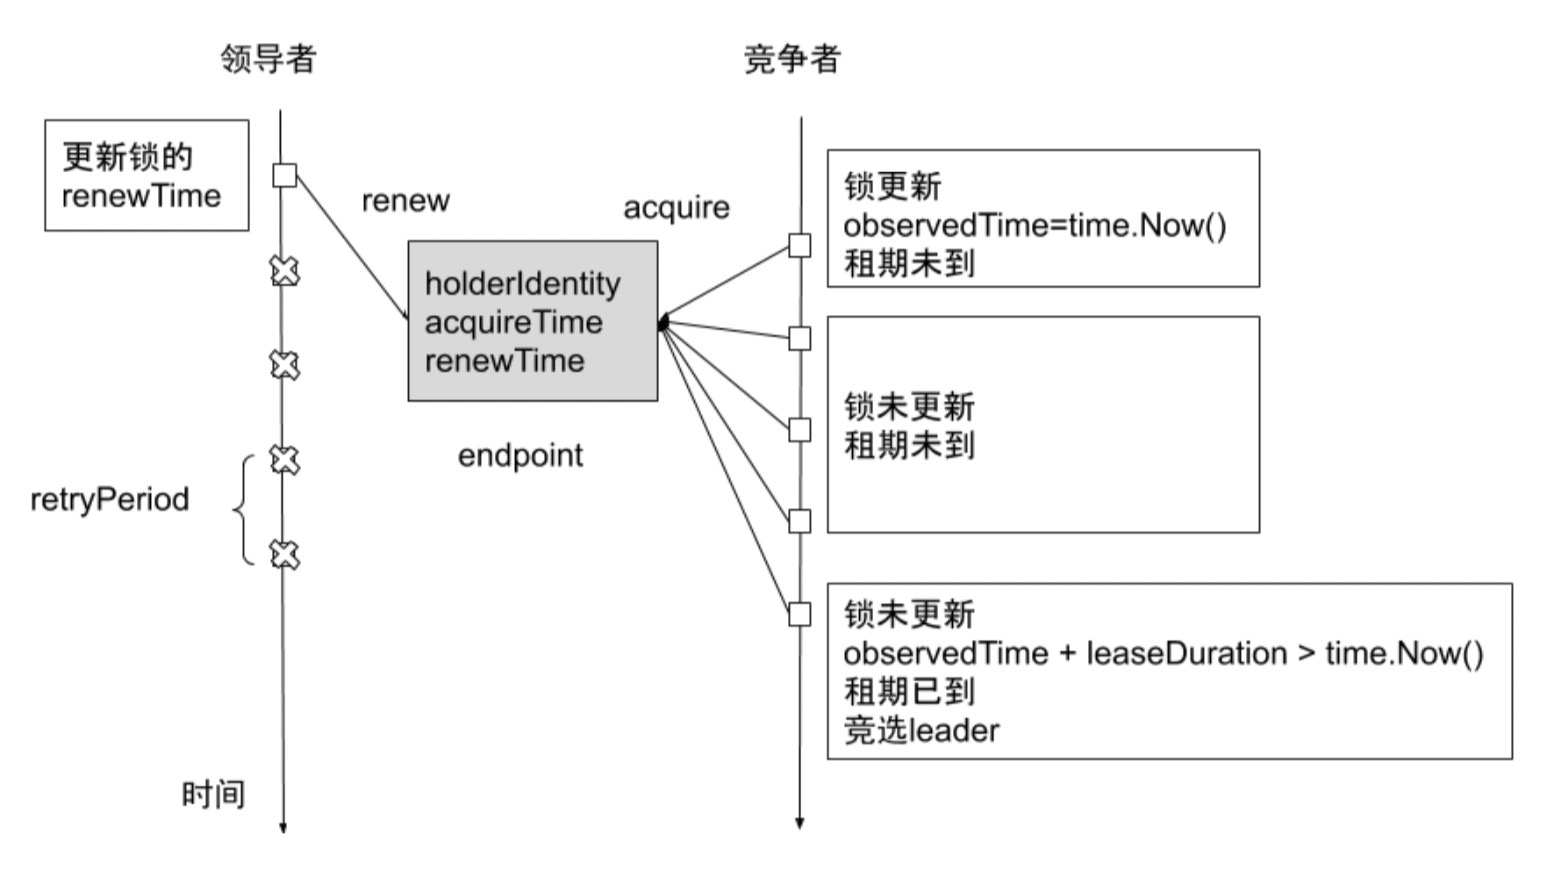 领导者
竞争者
更新锁的
renewTime
renew
acquire
锁更新
observedTime=time.Now()
租期未到
holderIdentity
acquireTime
renewTime
endpoint
锁未更新
租期未到
retryPeriod
锁未更新
observedTime + leaseDuration > time.Now()
租期已到
竞选leader
时间